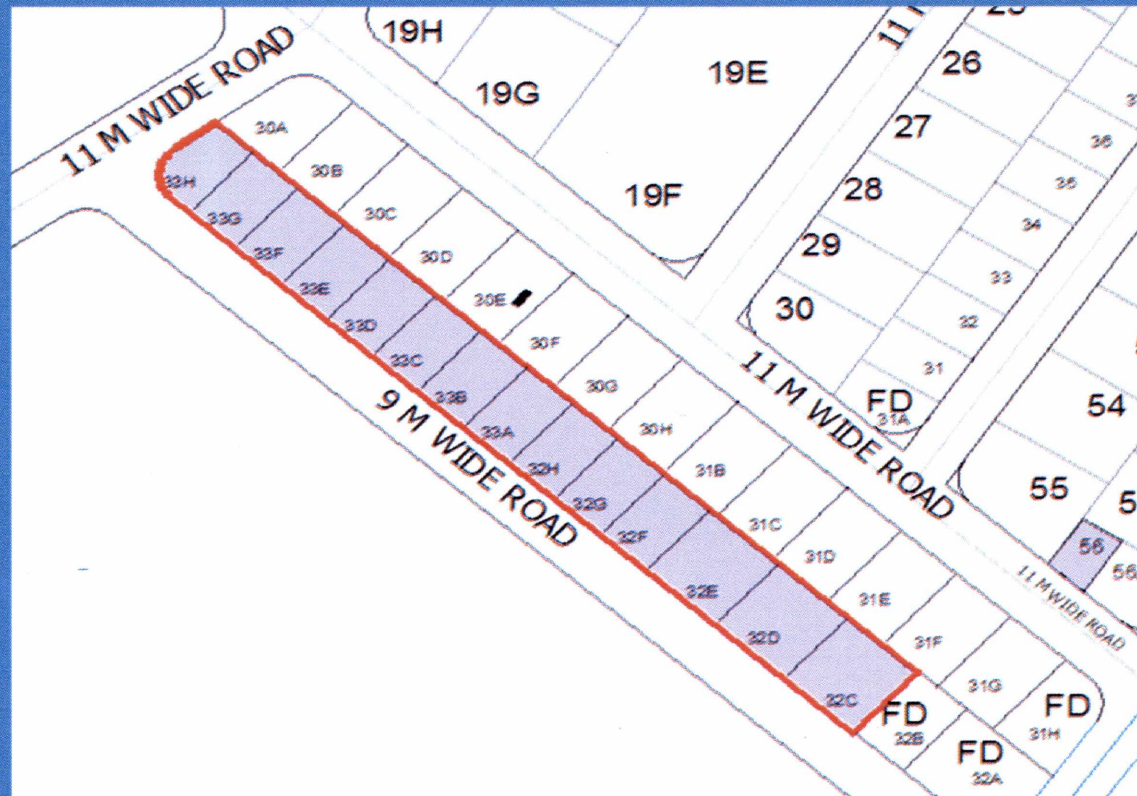 11 M WIDE ROAD
19H
19G
19E
19F
11
26
27
28
29
30
36
35
34
33
32
31
FD
31A
54
55
56
56
30A
30B
30C
30D
30E
30F
30G
30H
31B
31C
31D
31E
31F
31G
FD
31H
11 M WIDE ROAD
11 M WIDE ROAD
33H
33G
33F
33E
33D
33C
33B
33A
32H
32G
32F
32E
32D
32C
FD
32B
FD
32A
9 M WIDE ROAD